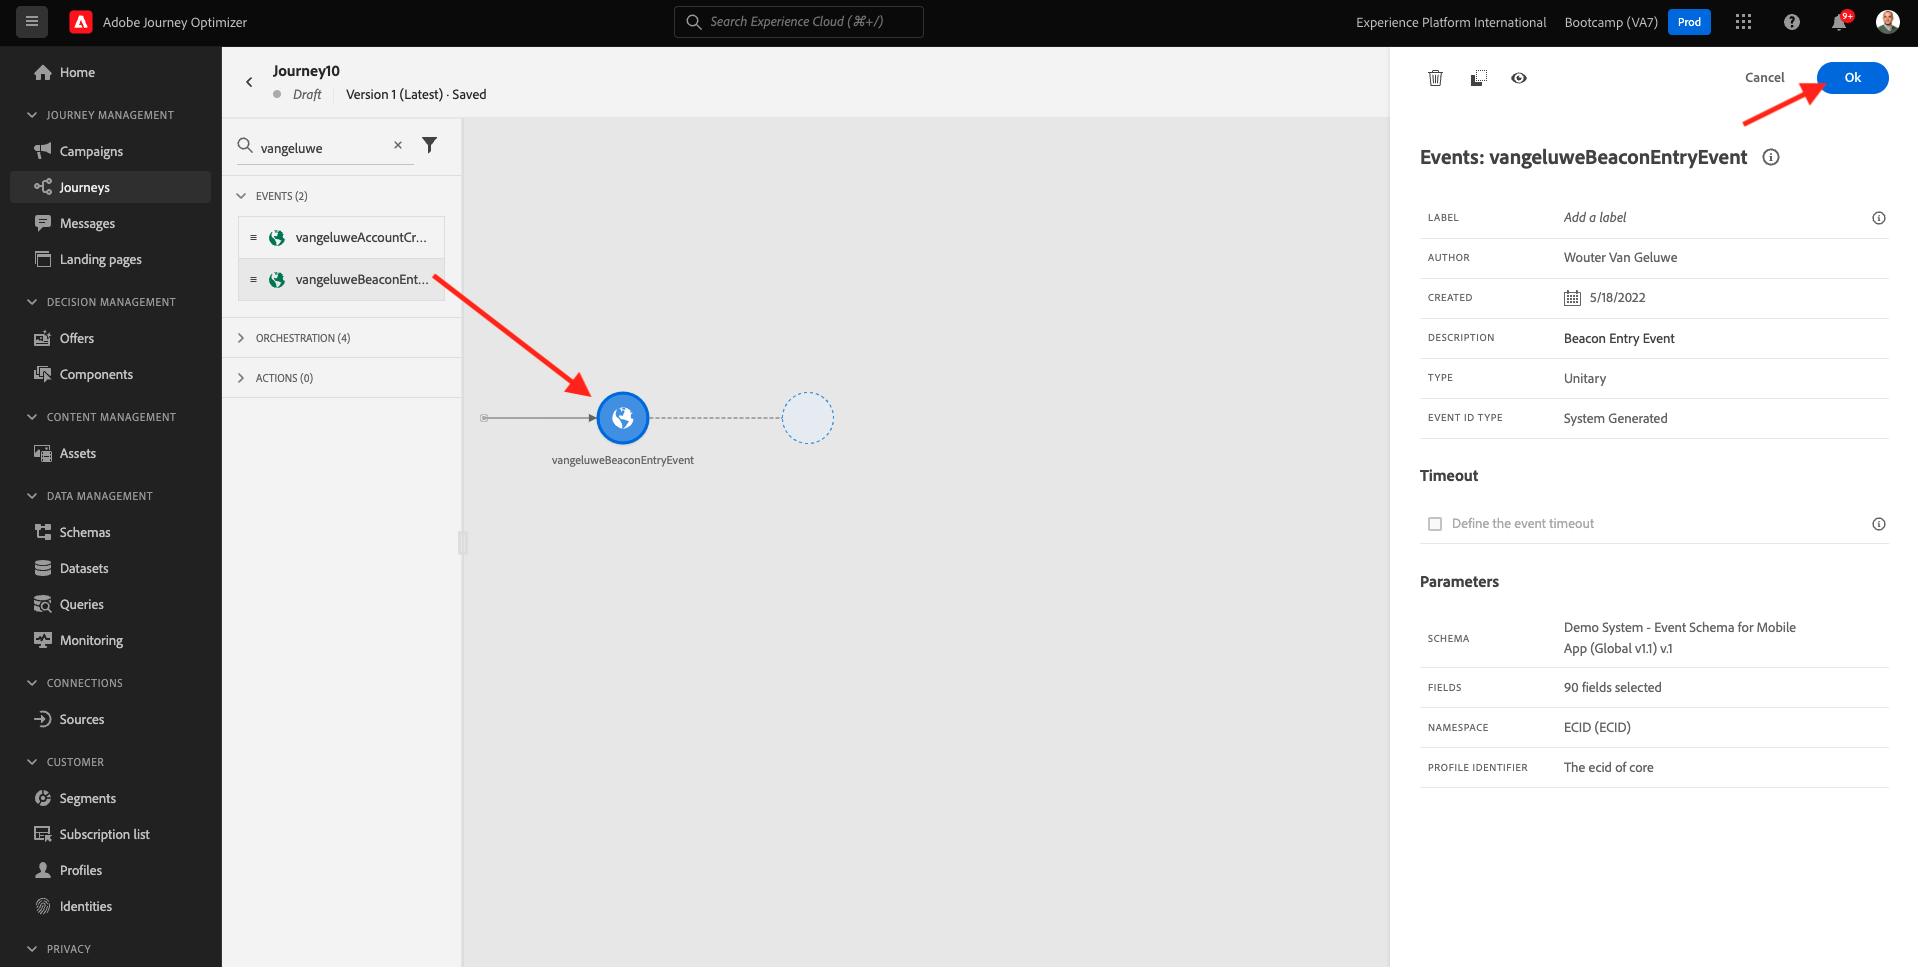 Adobe Journey Optimizer
Search Experience Cloud (⌘+/)
Experience Platform International
Bootcamp (VA7)
Prod
9+
Home
JOURNEY MANAGEMENT
Campaigns
Journeys
Messages
Landing pages
DECISION MANAGEMENT
Offers
Components
CONTENT MANAGEMENT
Assets
DATA MANAGEMENT
Schemas
Datasets
Queries
Monitoring
CONNECTIONS
Sources
CUSTOMER
Segments
Subscription list
Profiles
Identities
PRIVACY
Journey10
Draft
Version 1 (Latest) · Saved
vangeluwe
EVENTS (2)
vangeluweAccountCr...
vangeluweBeaconEnt...
ORCHESTRATION (4)
ACTIONS (0)
vangeluweBeaconEntryEvent
Cancel
Ok
Events: vangeluweBeaconEntryEvent
LABEL Add a label
AUTHOR Wouter Van Geluwe
CREATED 5/18/2022
DESCRIPTION Beacon Entry Event
TYPE Unitary
EVENT ID TYPE System Generated
Timeout
Define the event timeout
Parameters
SCHEMA Demo System - Event Schema for Mobile
App (Global v1.1) v.1
FIELDS 90 fields selected
NAMESPACE ECID (ECID)
PROFILE IDENTIFIER The ecid of core